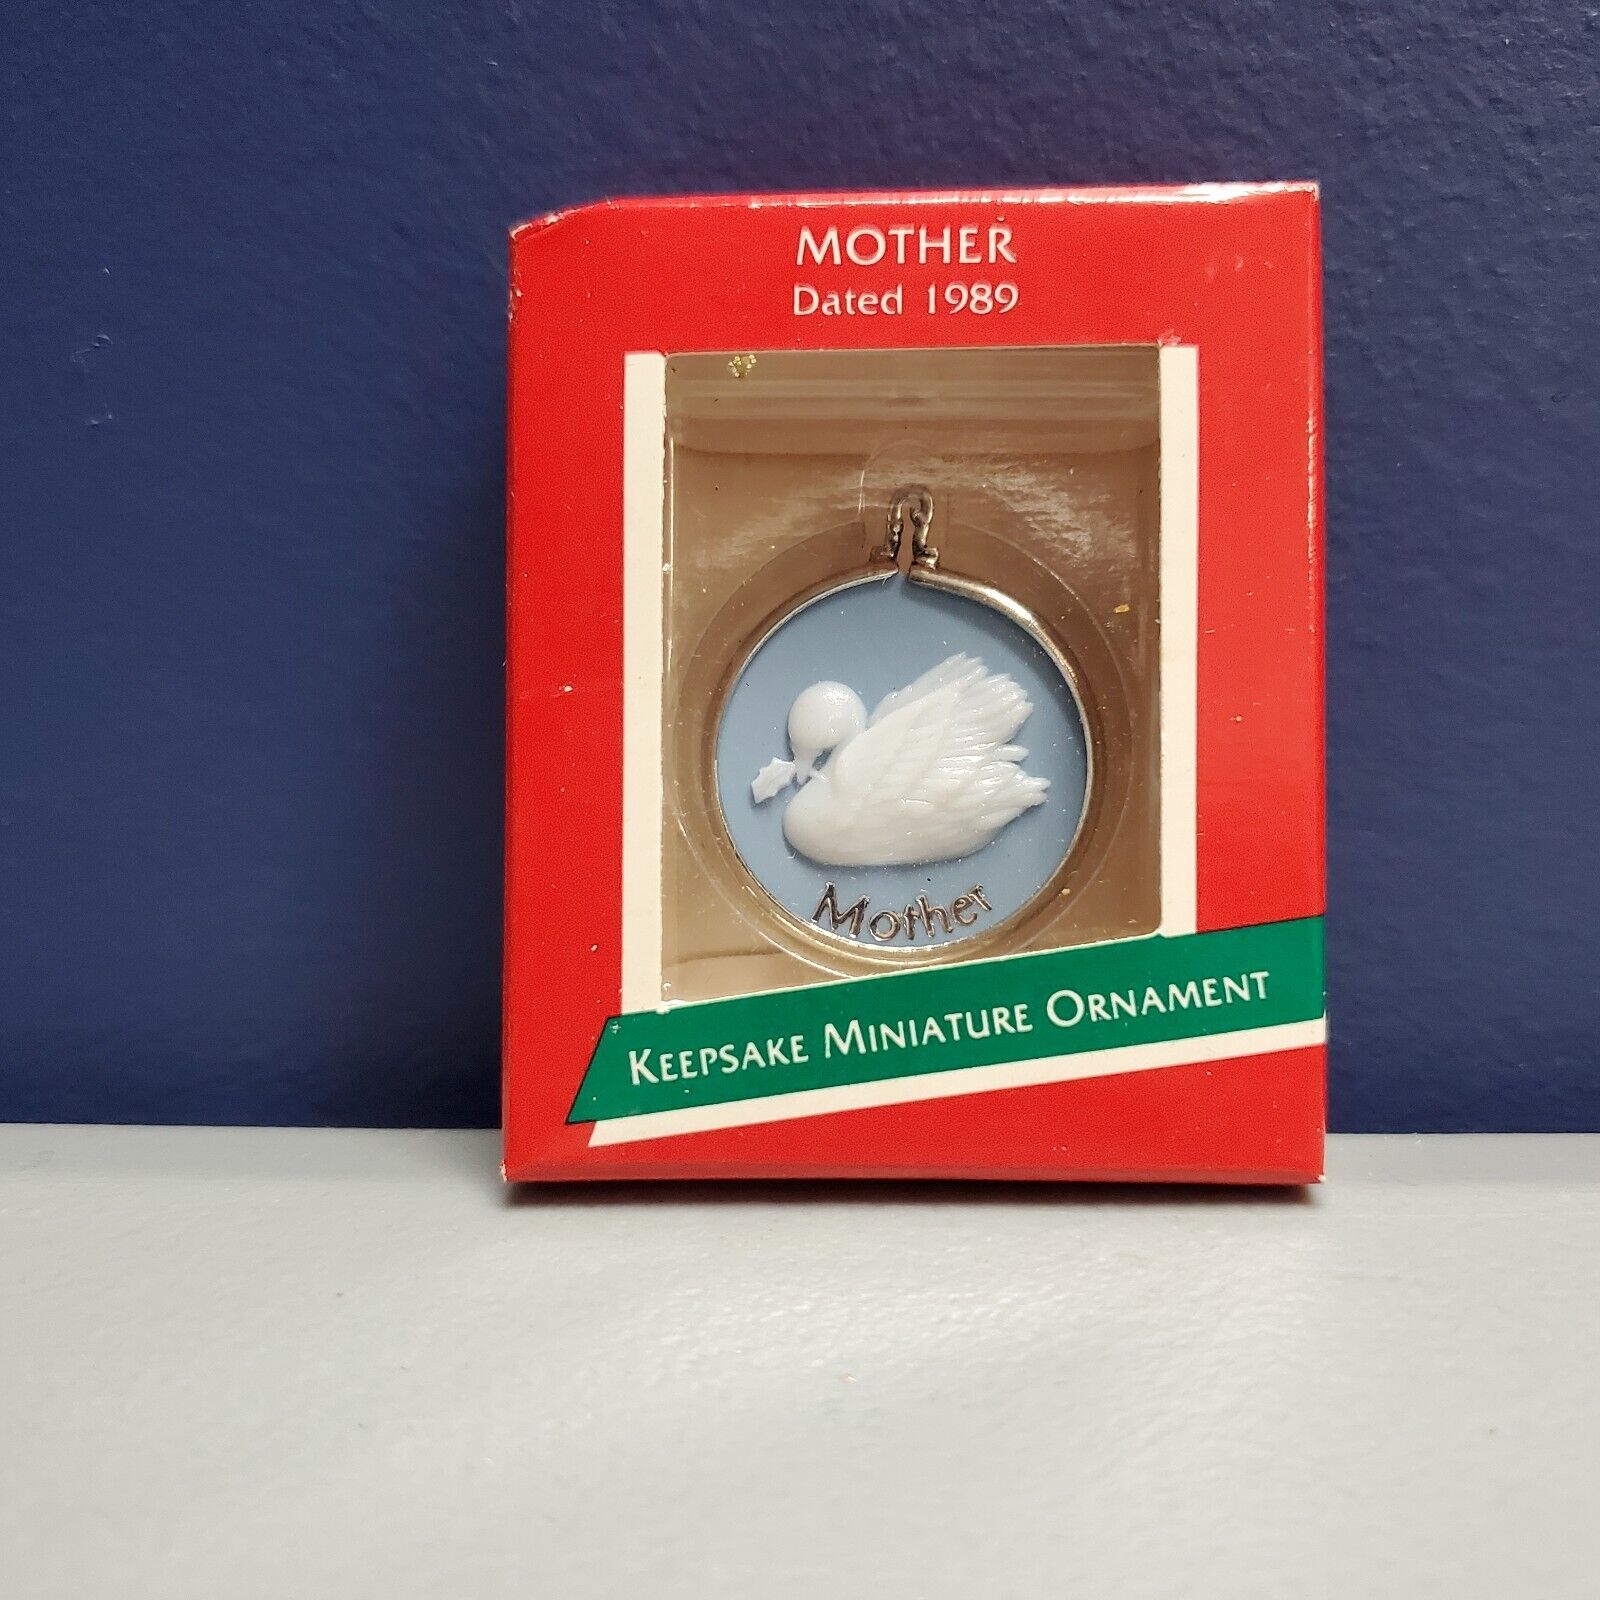 MOTHER
Dated 1989
Mother
KEEPSAKE MINIATURE ORNAMENT